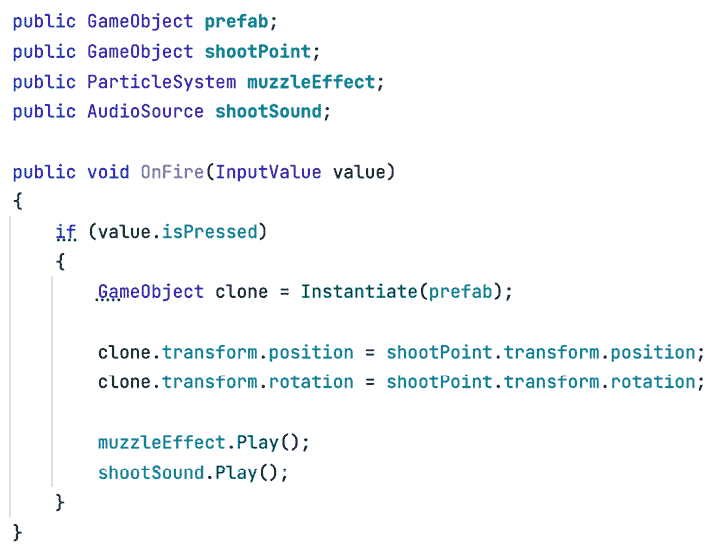 public GameObject prefab;
public GameObject shootPoint;
public ParticleSystem muzzleEffect;
public AudioSource shootSound;

public void OnFire(InputValue value)
{
    if (value.isPressed)
    {
        GameObject clone = Instantiate(prefab);

        clone.transform.position = shootPoint.transform.position;
        clone.transform.rotation = shootPoint.transform.rotation;

        muzzleEffect.Play();
        shootSound.Play();
    }
}